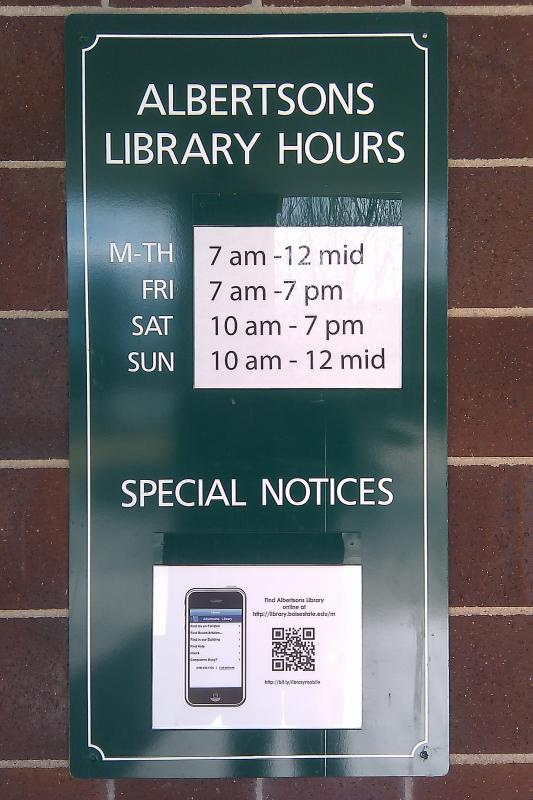 ALBERTSONS
LIBRARY HOURS
M-TH 7 am -12 mid
FRI 7 am -7 pm
SAT 10 am - 7 pm
SUN 10 am - 12 mid
SPECIAL NOTICES
Find Albertsons Library
online at
http://library.boisestate.edu/m
http://bit.ly/librarymobile
Albertsons Library
Find Us on Campus
Find Books/Articles...
Find in our Building
Find Help
Hours
Computers Busy?